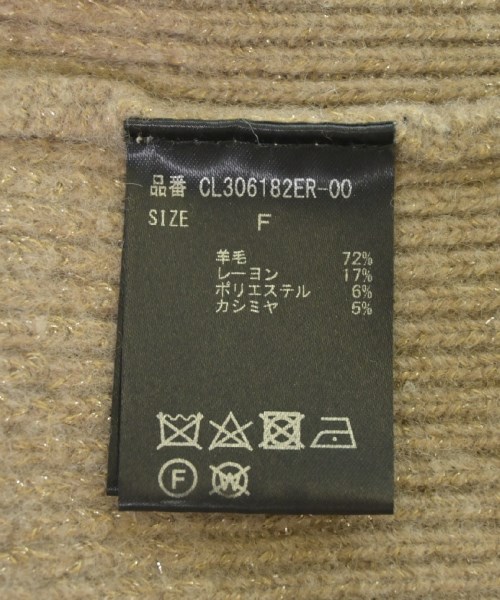 品番 CL306182ER-00
SIZE F
羊毛 72%
レーヨン 17%
ポリエステル 6%
カシミヤ 5%
F W